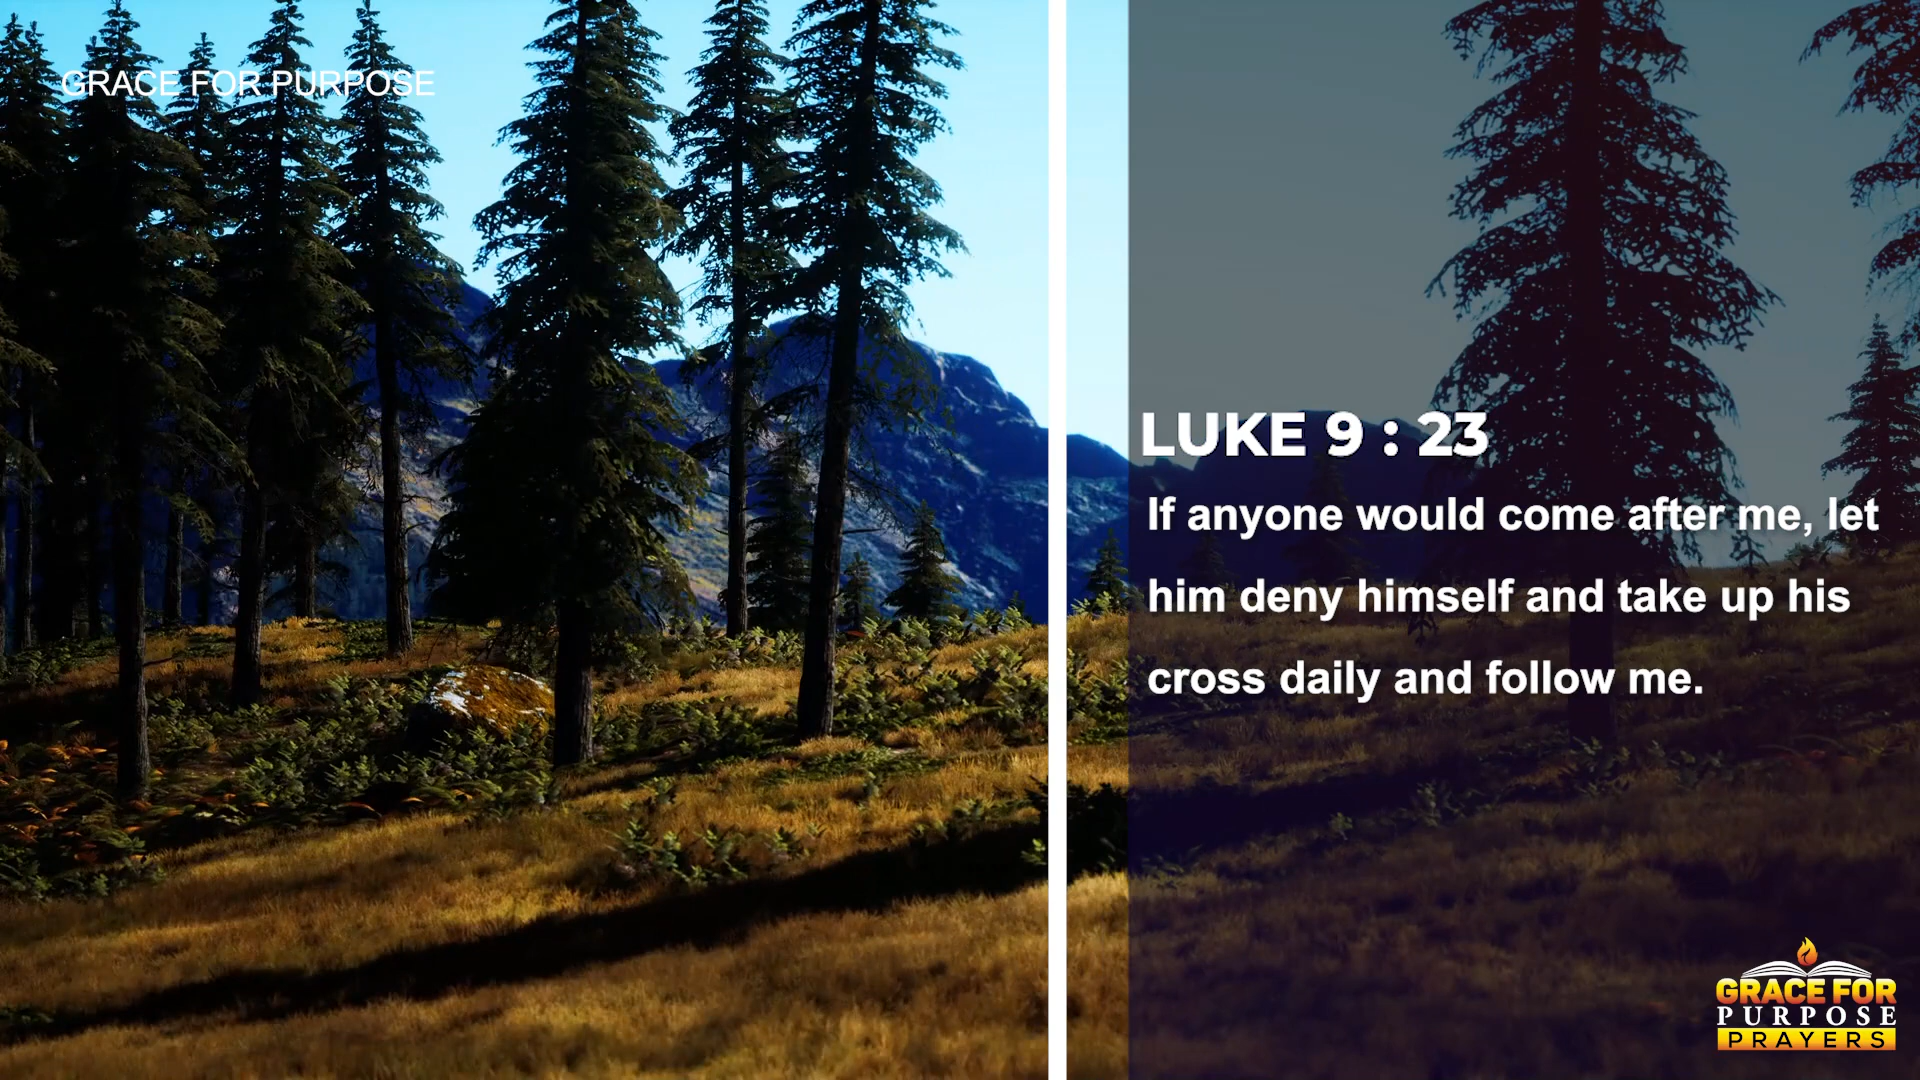 GRACE FOR PURPOSE
LUKE 9 : 23
If anyone would come after me, let
him deny himself and take up his
cross daily and follow me.
GRACE FOR
PURPOSE
PRAYERS